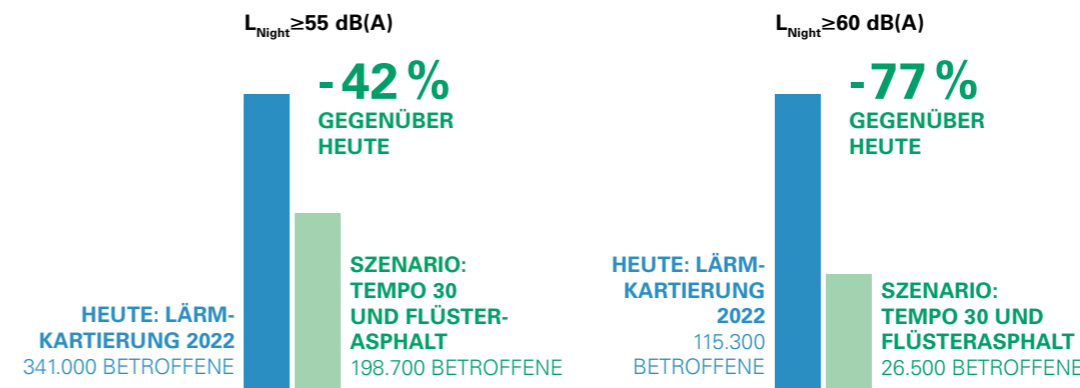 L_Night≥55 dB(A)
- 42 %
GEGENÜBER
HEUTE
HEUTE: LÄRM-
KARTIERUNG 2022
341.000 BETROFFENE
SZENARIO:
TEMPO 30
UND FLÜSTER-
ASPHALT
198.700 BETROFFENE
L_Night≥60 dB(A)
- 77 %
GEGENÜBER
HEUTE
HEUTE: LÄRM-
KARTIERUNG
2022
115.300
BETROFFENE
SZENARIO:
TEMPO 30 UND
FLÜSTERASPHALT
26.500 BETROFFENE